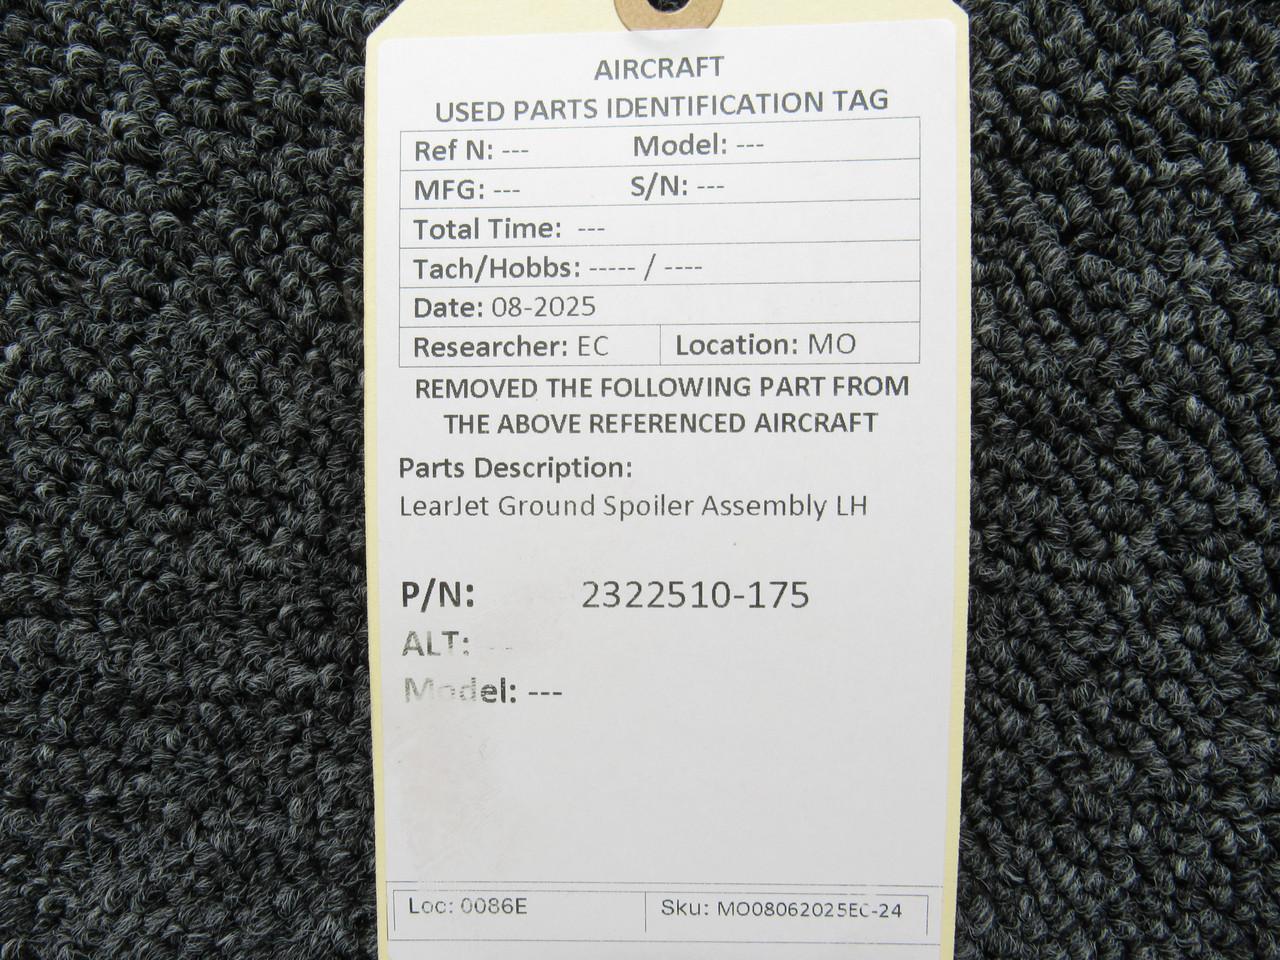 AIRCRAFT
USED PARTS IDENTIFICATION TAG
Ref N: --- Model: ---
MFG: --- S/N: ---
Total Time: ---
Tach/Hobbs: ----- / ----
Date: 08-2025
Researcher: EC Location: MO
REMOVED THE FOLLOWING PART FROM
THE ABOVE REFERENCED AIRCRAFT
Parts Description:
LearJet Ground Spoiler Assembly LH
P/N: 2322510-175
ALT: --
Model: ---
Loc: 0086E Sku: MO08062025EC-24